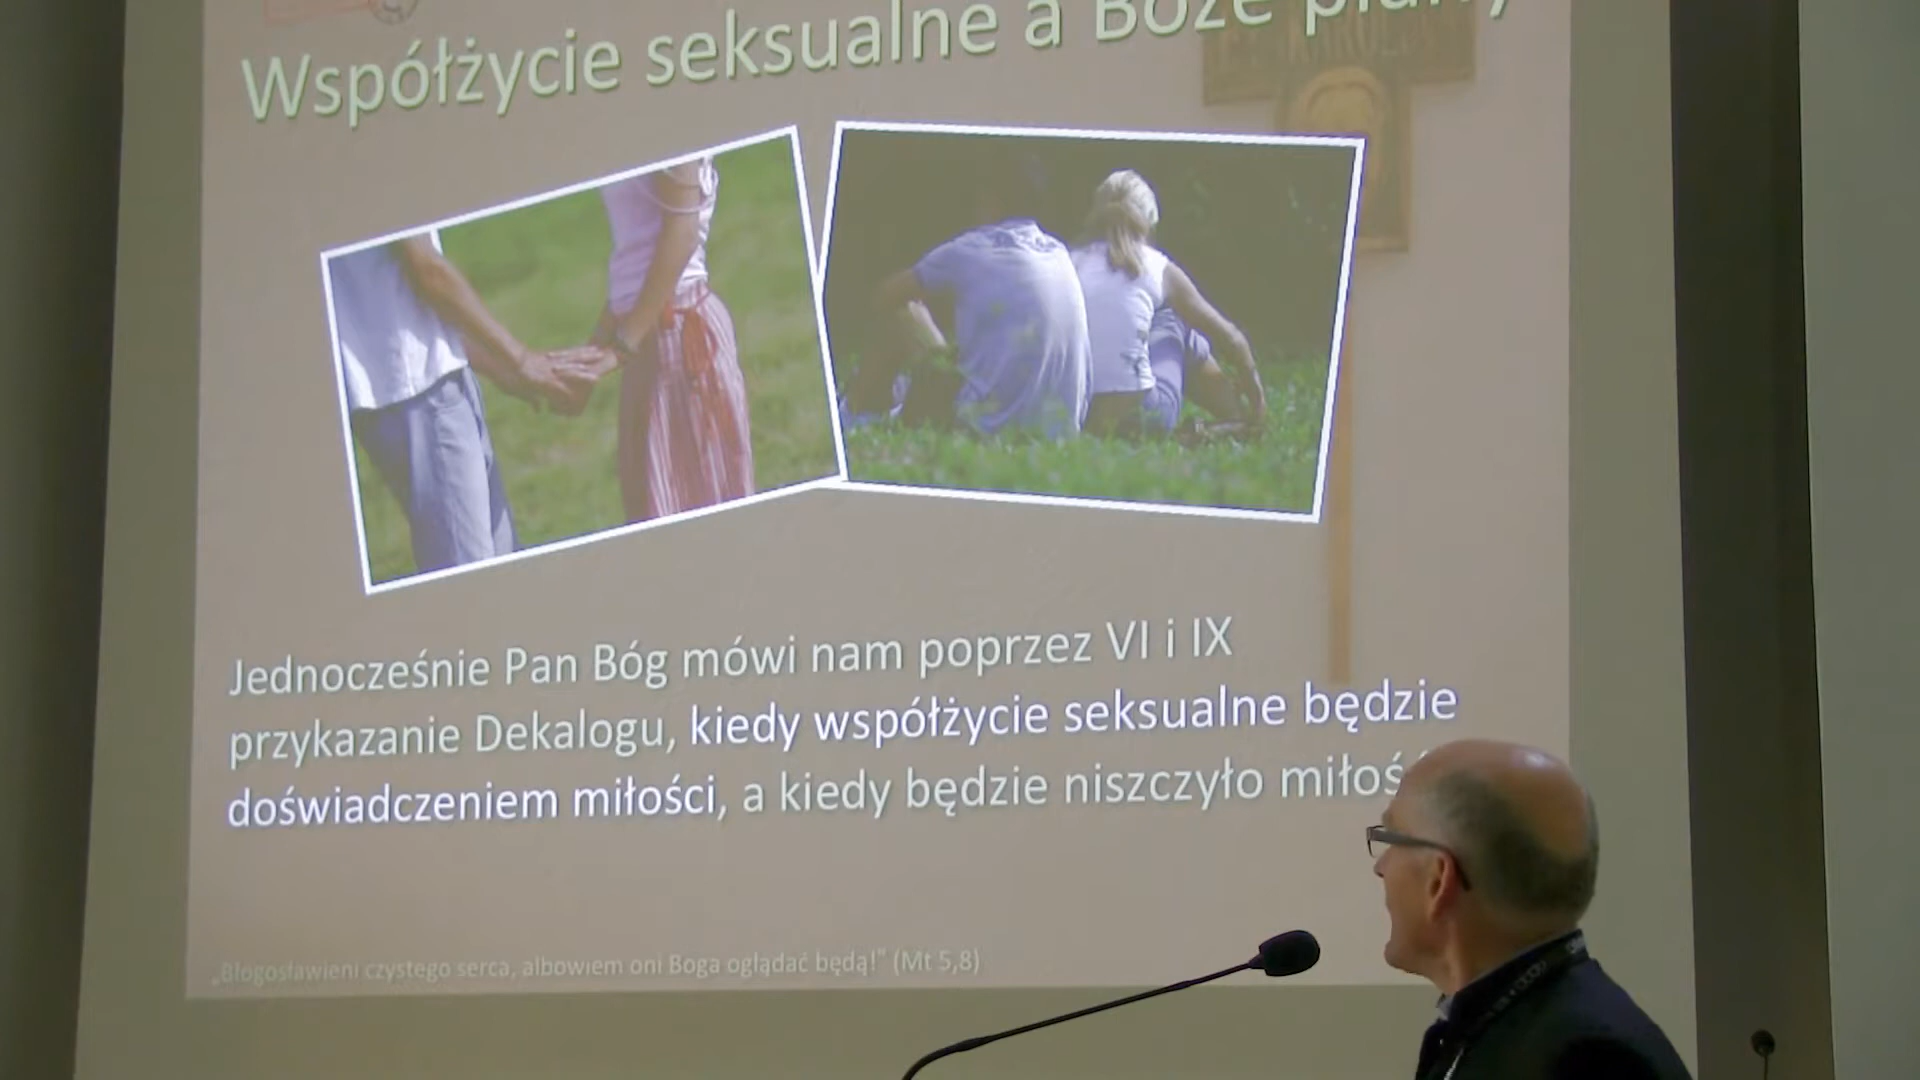 Współżycie seksualne a Boże plany
Jednocześnie Pan Bóg mówi nam poprzez VI i IX
przykazanie Dekalogu, kiedy współżycie seksualne będzie
doświadczeniem miłości, a kiedy będzie niszczyło
„Błogosławieni czystego serca, albowiem oni Boga oglądać będą!" (Mt 5,8)